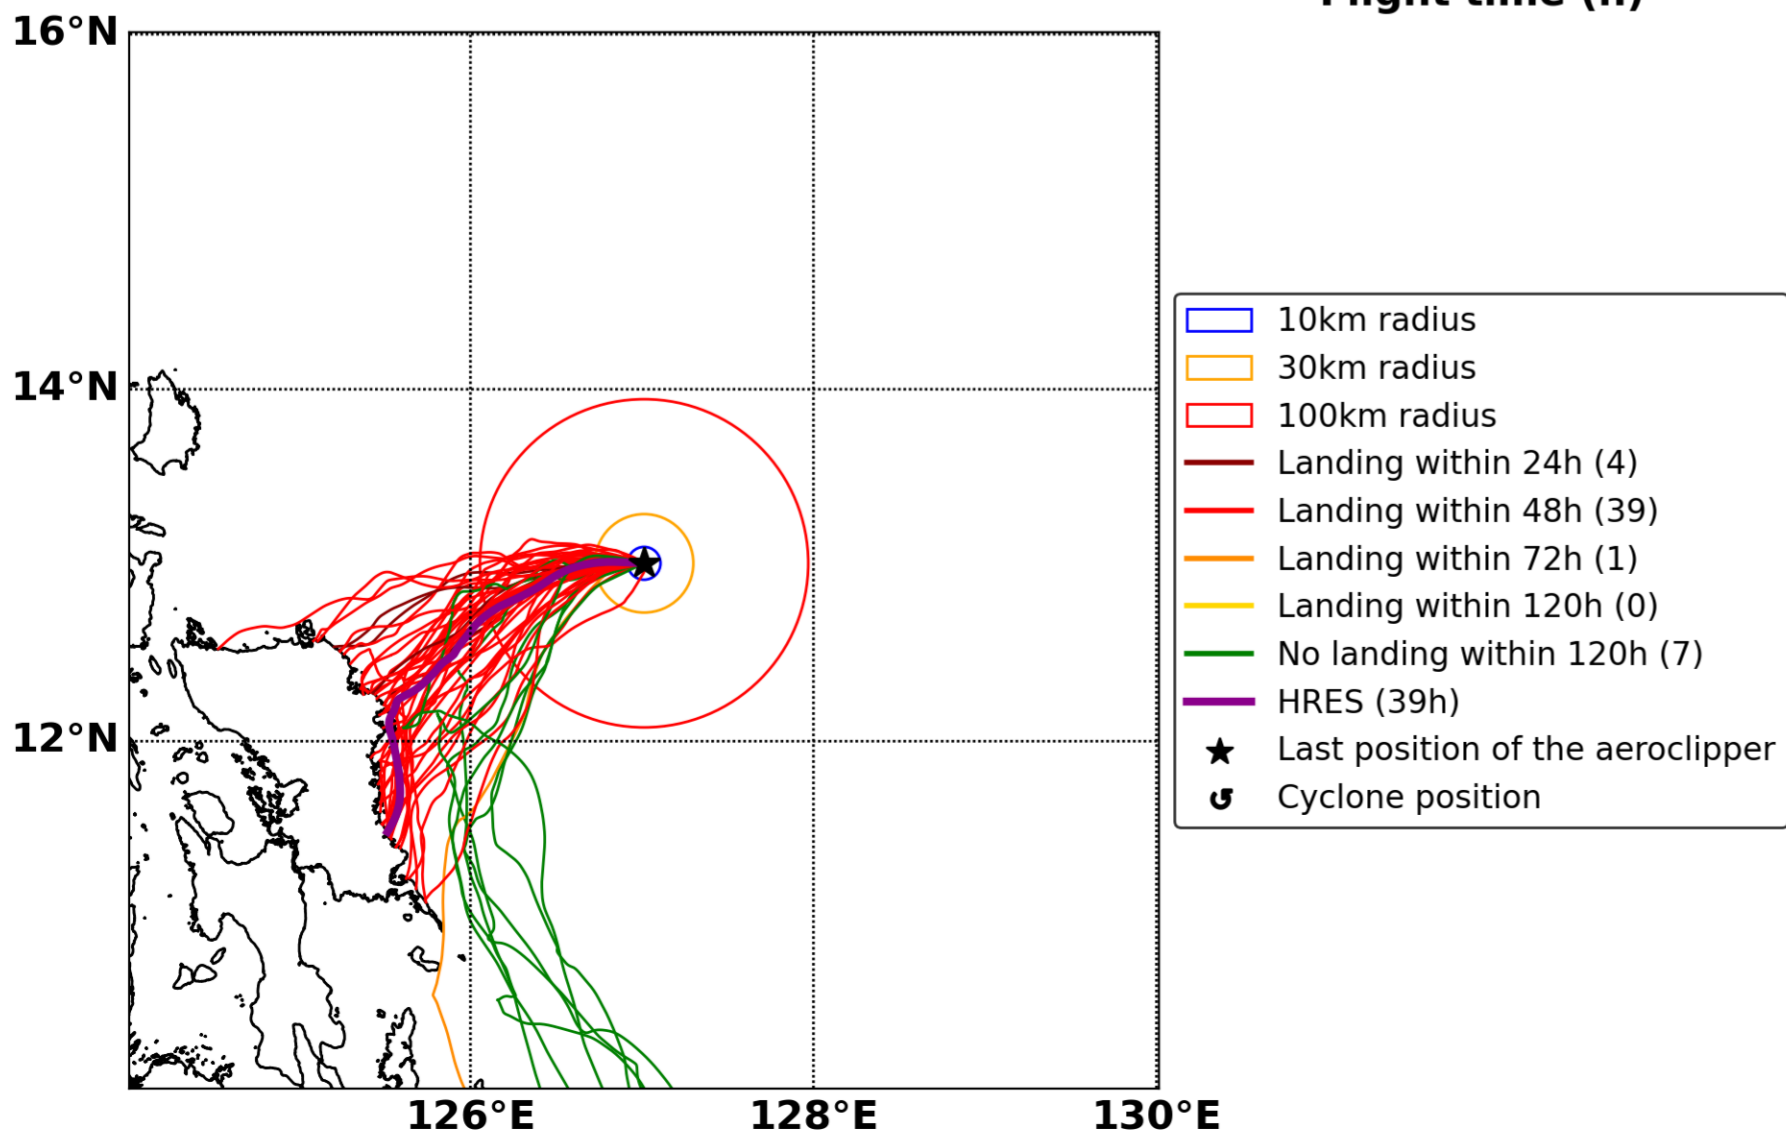 Flight time (h)
16°N
14°N
12°N
126°E
128°E
130°E
10km radius
30km radius
100km radius
Landing within 24h (4)
Landing within 48h (39)
Landing within 72h (1)
Landing within 120h (0)
No landing within 120h (7)
HRES (39h)
Last position of the aeroclipper
Cyclone position